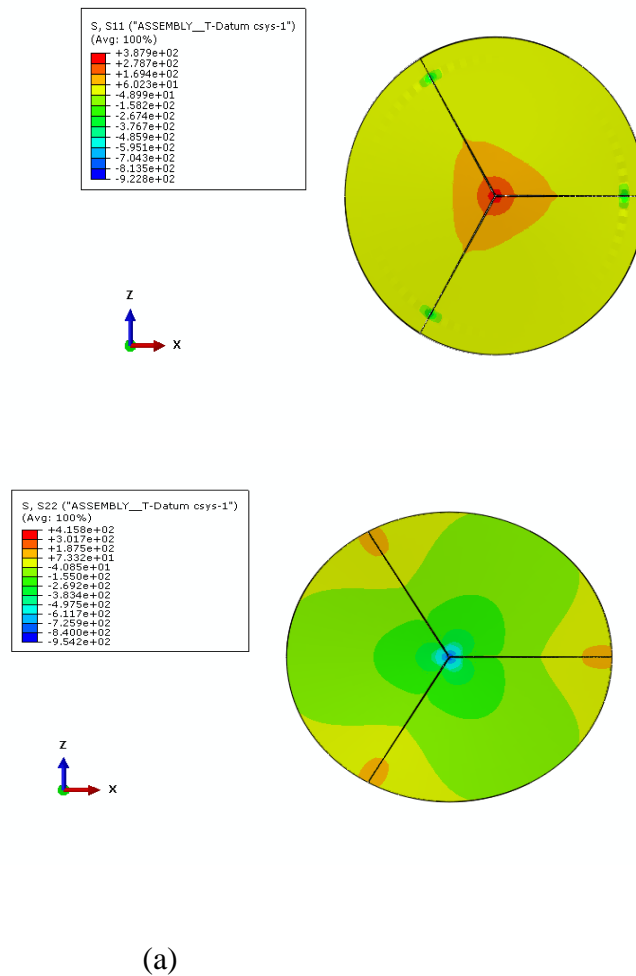 S, S11 ("ASSEMBLY__T-Datum csys-1")
(Avg: 100%)
+3.879e+02
+2.787e+02
+1.694e+02
+6.023e+01
-4.899e+01
-1.582e+02
-2.674e+02
-3.767e+02
-4.859e+02
-5.951e+02
-7.043e+02
-8.135e+02
-9.228e+02
Z
X
S, S22 ("ASSEMBLY__T-Datum csys-1")
(Avg: 100%)
+4.158e+02
+3.017e+02
+1.875e+02
+7.332e+01
-4.085e+01
-1.550e+02
-2.692e+02
-3.834e+02
-4.975e+02
-6.117e+02
-7.259e+02
-8.400e+02
-9.542e+02
Z
X
(a)